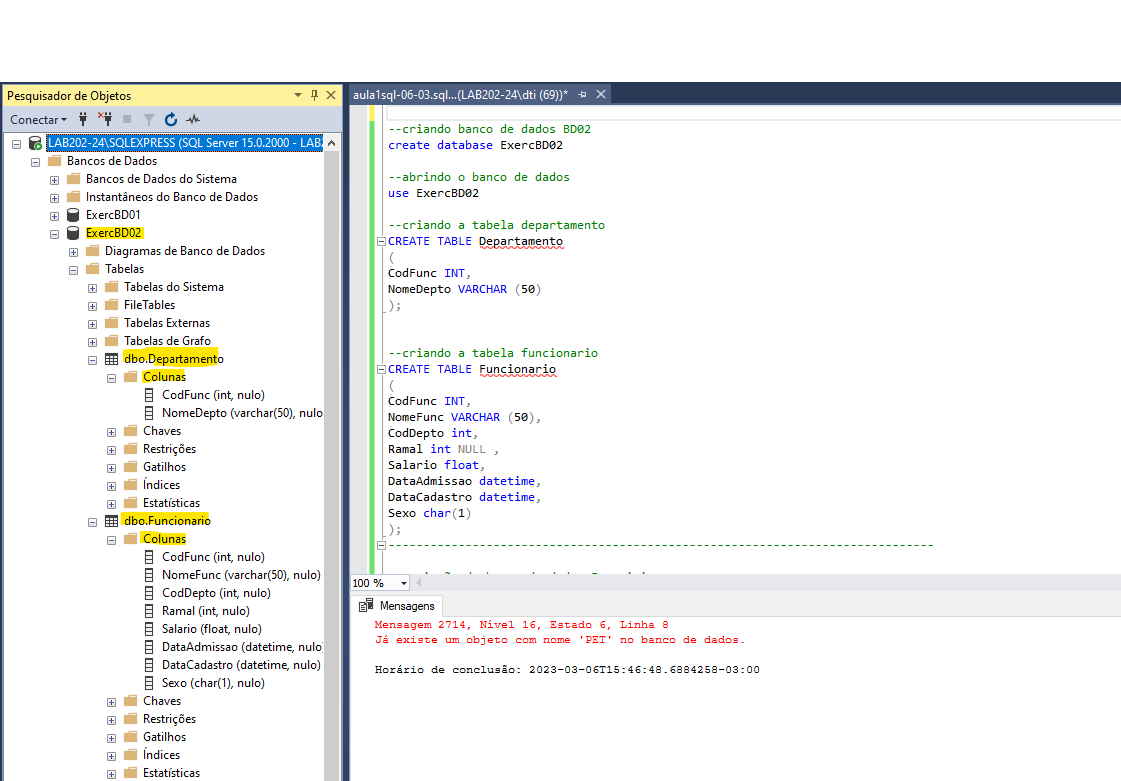 Pesquisador de Objetos
Conectar
LAB202-24\SQLEXPRESS (SQL Server 15.0.2000 - LAB
Bancos de Dados
Bancos de Dados do Sistema
Instantâneos do Banco de Dados
ExercBD01
ExercBD02
Diagramas de Banco de Dados
Tabelas
Tabelas do Sistema
FileTables
Tabelas Externas
Tabelas de Grafo
dbo.Departamento
Colunas
CodFunc (int, nulo)
NomeDepto (varchar(50), nulo
Chaves
Restrições
Gatilhos
Índices
Estatísticas
dbo.Funcionario
Colunas
CodFunc (int, nulo)
NomeFunc (varchar(50), nulo)
CodDepto (int, nulo)
Ramal (int, nulo)
Salario (float, nulo)
DataAdmissao (datetime, nulo)
DataCadastro (datetime, nulo)
Sexo (char(1), nulo)
Chaves
Restrições
Gatilhos
Índices
Estatísticas
aula1sql-06-03.sql...(LAB202-24\dti (69))*
--criando banco de dados BD02
create database ExercBD02
--abrindo o banco de dados
use ExercBD02
--criando a tabela departamento
CREATE TABLE Departamento
(
CodFunc INT,
NomeDepto VARCHAR (50)
);
--criando a tabela funcionario
CREATE TABLE Funcionario
(
CodFunc INT,
NomeFunc VARCHAR (50),
CodDepto int,
Ramal int NULL ,
Salario float,
DataAdmissao datetime,
DataCadastro datetime,
Sexo char(1)
);
---------------------------------------------------------------------------
100 %
Mensagens
Mensagem 2714, Nível 16, Estado 6, Linha 8
Já existe um objeto com nome 'PET' no banco de dados.
Horário de conclusão: 2023-03-06T15:46:48.6884258-03:00